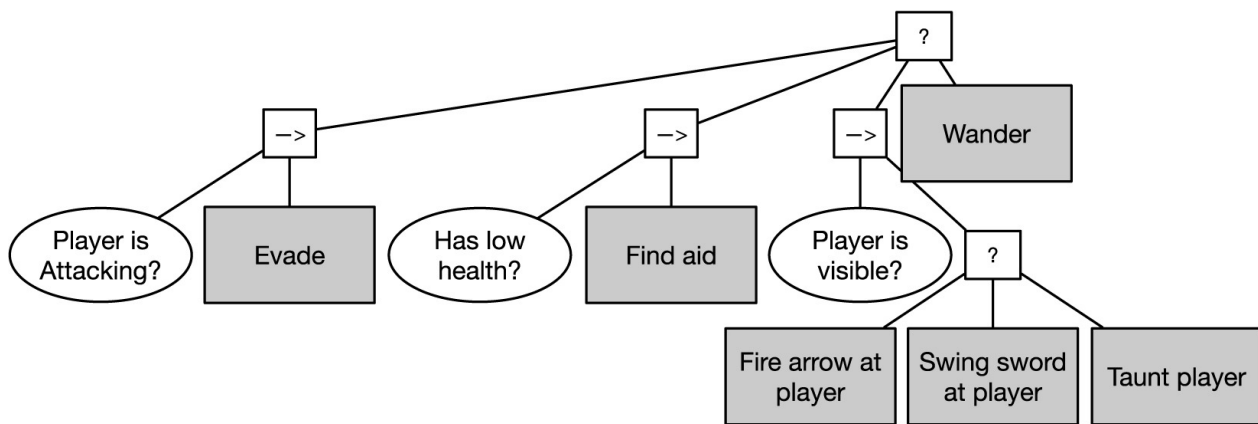 ?
—>
—>
—>
Wander
Player is
Attacking?
Evade
Has low
health?
Find aid
Player is
visible?
?
Fire arrow at
player
Swing sword
at player
Taunt player